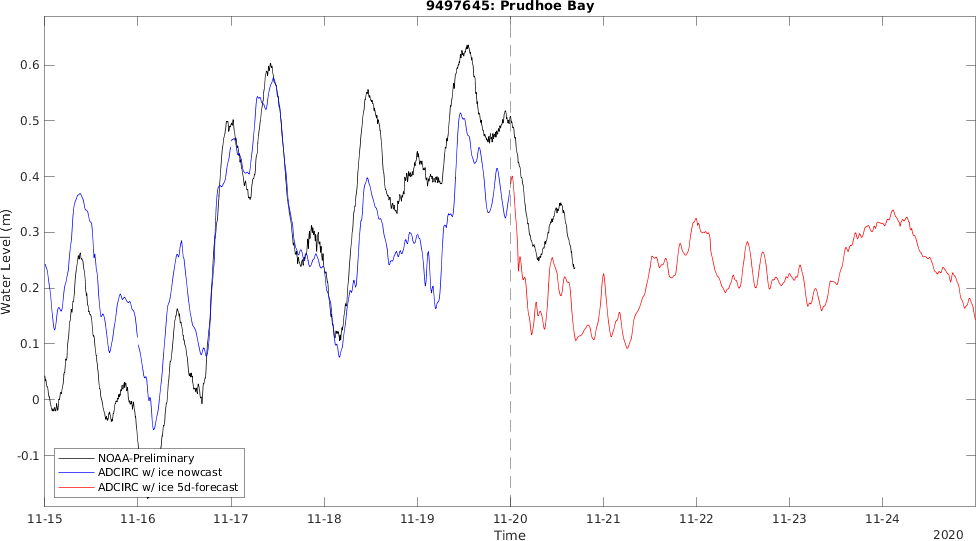 9497645: Prudhoe Bay
Water Level (m)
0.6
0.5
0.4
0.3
0.2
0.1
0
-0.1
NOAA-Preliminary
ADCIRC w/ ice nowcast
ADCIRC w/ ice 5d-forecast
11-15 11-16 11-17 11-18 11-19 11-20 11-21 11-22 11-23 11-24
Time
2020